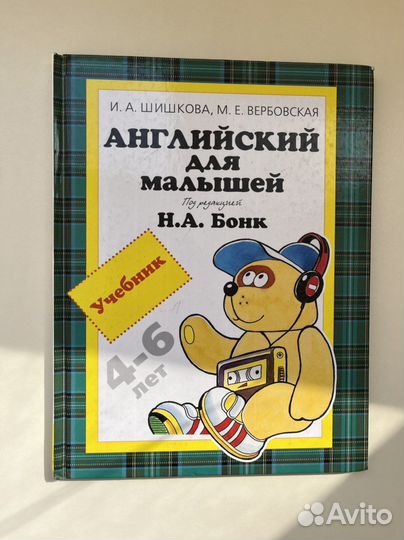 И. А. ШИШКОВА, М. Е. ВЕРБОВСКАЯ
АНГЛИЙСКИЙ
ДЛЯ
МАЛЫШЕЙ
Под редакцией
Н.А. Бонк
Учебник
4-6
лет
Avito